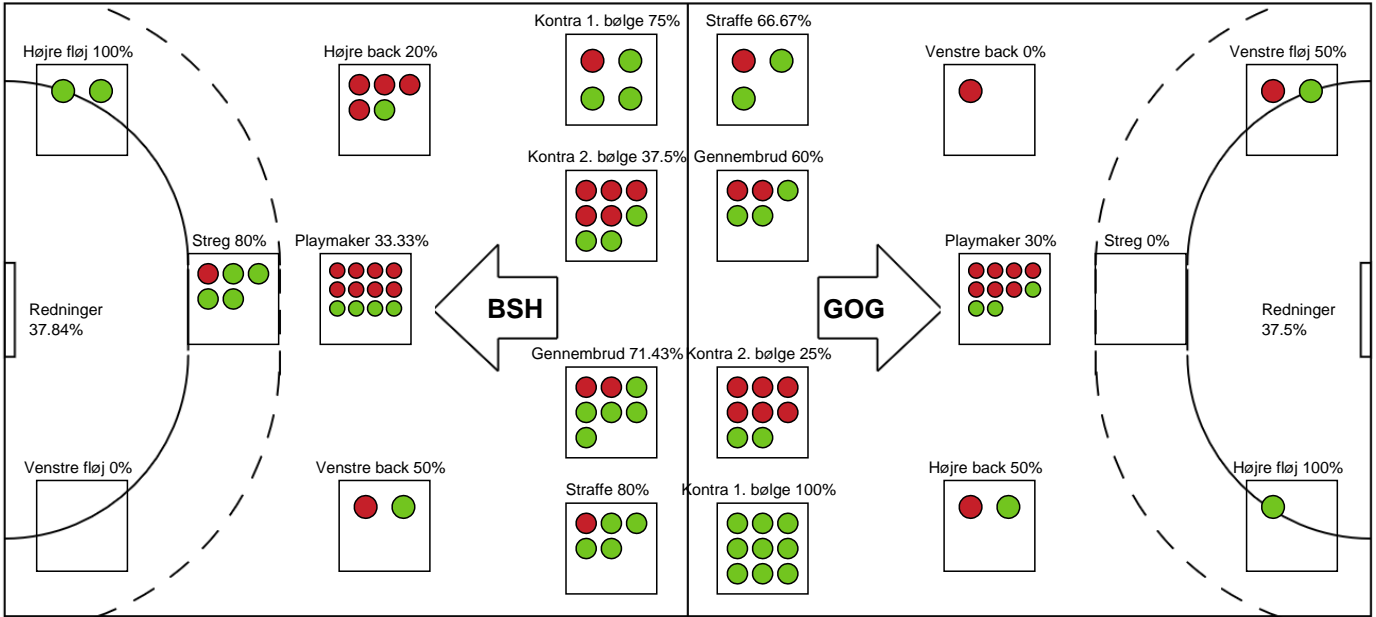 Kontra 1. bølge 75%
Straffe 66.67%
Højre fløj 100%
Højre back 20%
Venstre back 0%
Venstre fløj 50%
Kontra 2. bølge 37.5%
Gennembrud 60%
Streg 80%
Playmaker 33.33%
Playmaker 30%
Streg 0%
Redninger
37.84%
BSH
GOG
Redninger
37.5%
Gennembrud 71.43%
Kontra 2. bølge 25%
Venstre fløj 0%
Venstre back 50%
Højre back 50%
Højre fløj 100%
Straffe 80%
Kontra 1. bølge 100%